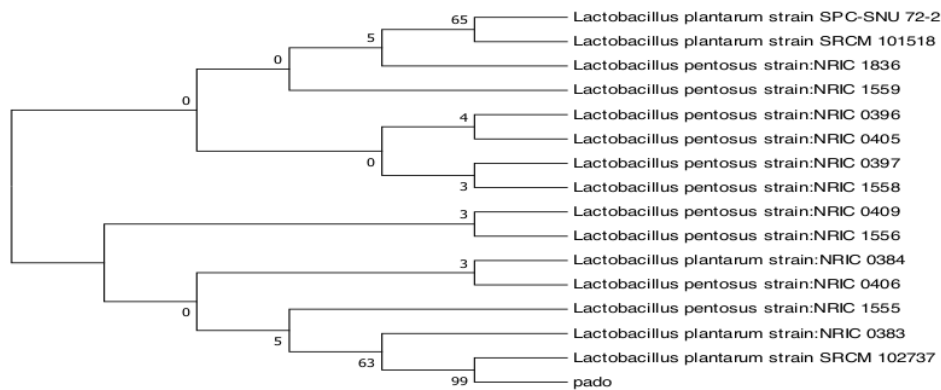 65
Lactobacillus plantarum strain SPC-SNU 72-2
5
Lactobacillus plantarum strain SRCM 101518
0
Lactobacillus pentosus strain:NRIC 1836
0
Lactobacillus pentosus strain:NRIC 1559
4
Lactobacillus pentosus strain:NRIC 0396
Lactobacillus pentosus strain:NRIC 0405
0
Lactobacillus pentosus strain:NRIC 0397
3
Lactobacillus pentosus strain:NRIC 1558
3
Lactobacillus pentosus strain:NRIC 0409
Lactobacillus pentosus strain:NRIC 1556
3
Lactobacillus plantarum strain:NRIC 0384
Lactobacillus pentosus strain:NRIC 0406
0
Lactobacillus pentosus strain:NRIC 1555
5
Lactobacillus plantarum strain:NRIC 0383
63
Lactobacillus plantarum strain SRCM 102737
99
pado